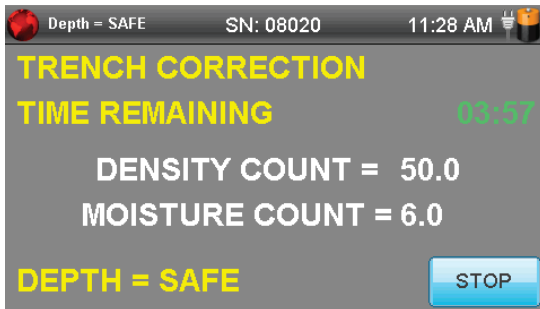 Depth = SAFE SN: 08020 11:28 AM
TRENCH CORRECTION
TIME REMAINING 03:57
DENSITY COUNT = 50.0
MOISTURE COUNT = 6.0
DEPTH = SAFE STOP